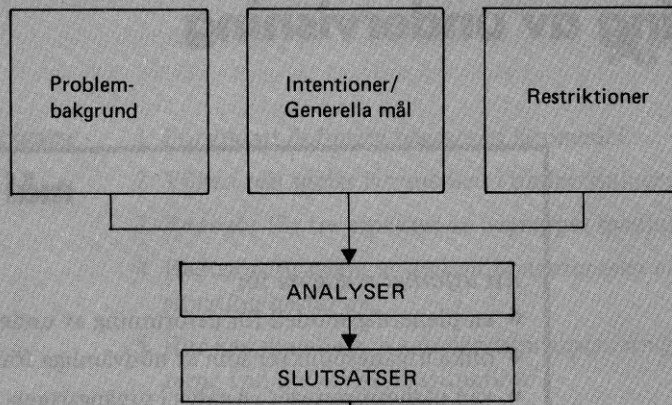 Problem-
bakgrund
Intentioner/
Generella mål
Restriktioner
ANALYSER
SLUTSATSER